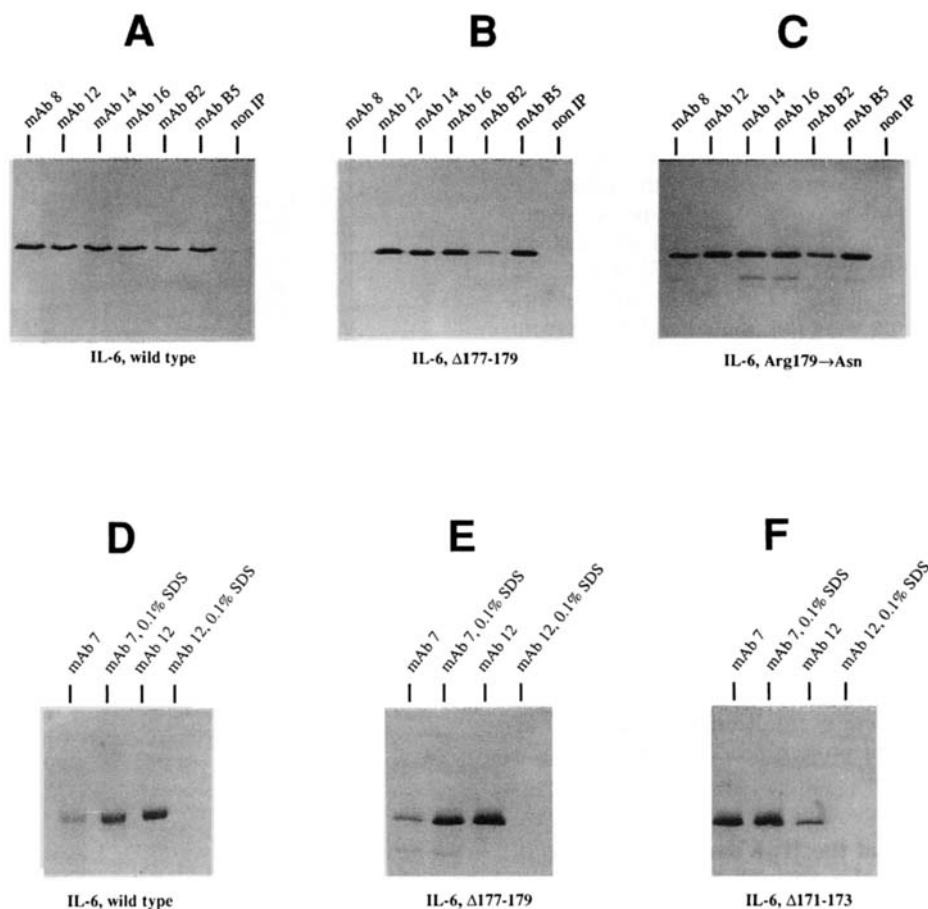 A
B
C
mAb 8
mAb 12
mAb 14
mAb 16
mAb B2
mAb B5
non IP
mAb 8
mAb 12
mAb 14
mAb 16
mAb B2
mAb B5
non IP
mAb 8
mAb 12
mAb 14
mAb 16
mAb B2
mAb B5
non IP
IL-6, wild type
IL-6, Δ177-179
IL-6, Arg179→Asn
D
E
F
mAb 7
mAb 7, 0.1% SDS
mAb 12
mAb 12, 0.1% SDS
mAb 7
mAb 7, 0.1% SDS
mAb 12
mAb 12, 0.1% SDS
mAb 7
mAb 7, 0.1% SDS
mAb 12
mAb 12, 0.1% SDS
IL-6, wild type
IL-6, Δ177-179
IL-6, Δ171-173